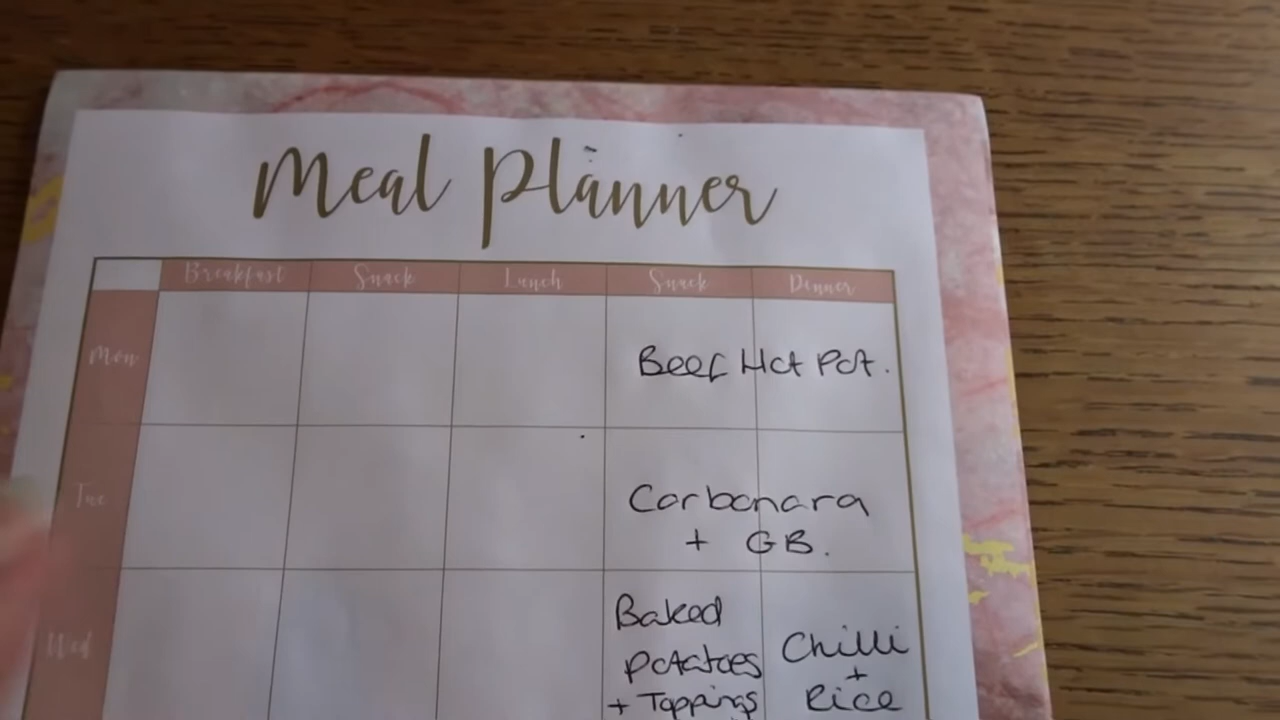 Meal Planner
Breakfast Snack Lunch Snack Dinner
Mon
Beef Hot Pot.
Tue
Carbonara
+ GB.
Wed
Baked
Potatoes
+ Toppings
Chilli
+
Rice